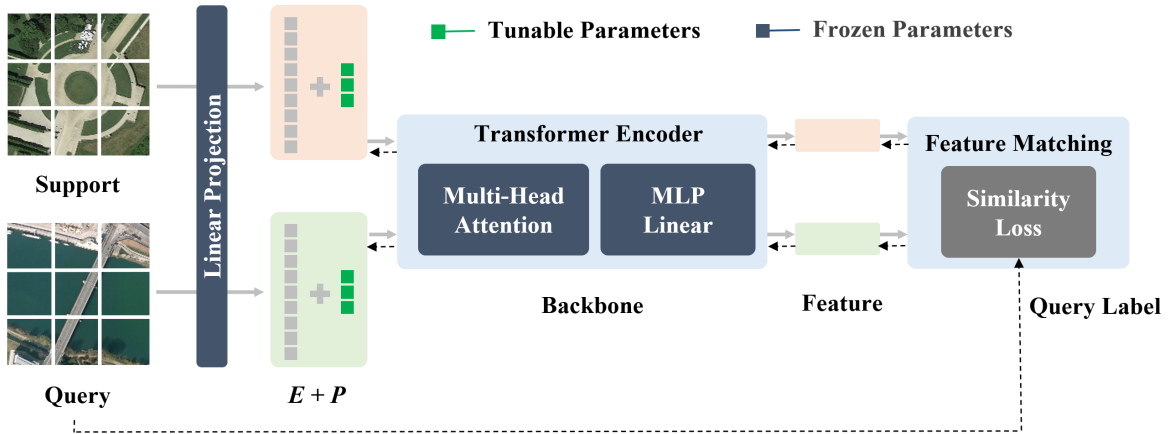 Tunable Parameters
Frozen Parameters
Support
Linear Projection
Transformer Encoder
Multi-Head
Attention
MLP
Linear
Feature Matching
Similarity
Loss
Backbone
Feature
Query Label
Query
E + P